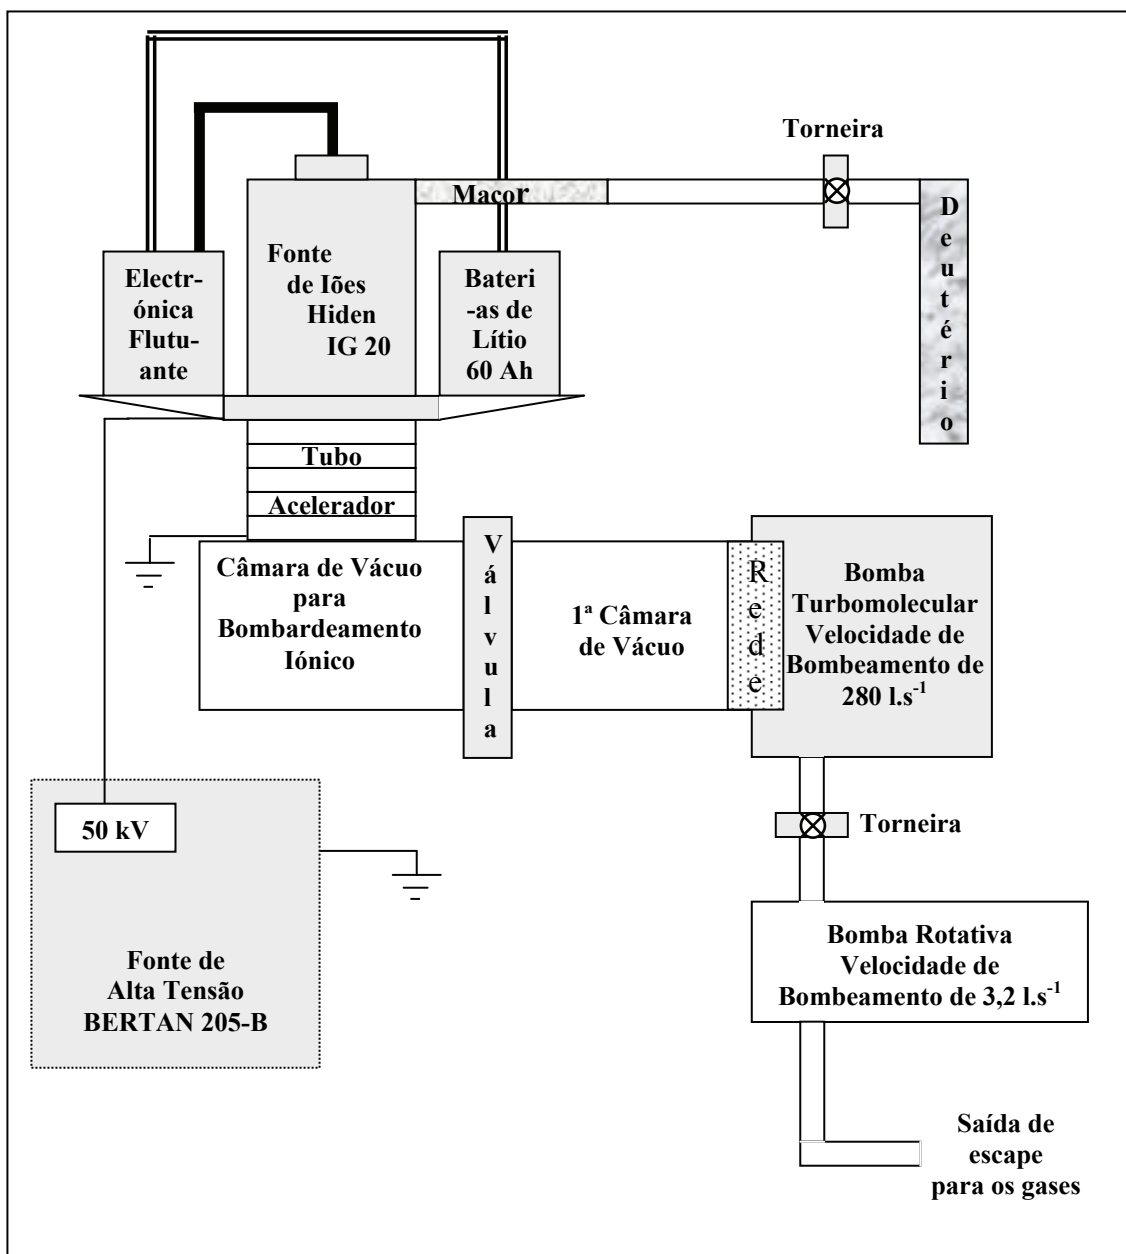 Torneira
Macor
Deutério
Fonte
de Iões
Hiden
IG 20
Electr-
ónica
Flutu-
ante
Bateri
-as de
Lítio
60 Ah
Tubo
Acelerador
Câmara de Vácuo
para
Bombardeamento
Iónico
Válvula
1ª Câmara
de Vácuo
Rede
Bomba
Turbomolecular
Velocidade de
Bombeamento de
280 l.s⁻¹
50 kV
Torneira
Fonte de
Alta Tensão
BERTAN 205-B
Bomba Rotativa
Velocidade de
Bombeamento de 3,2 l.s⁻¹
Saída de
escape
para os gases